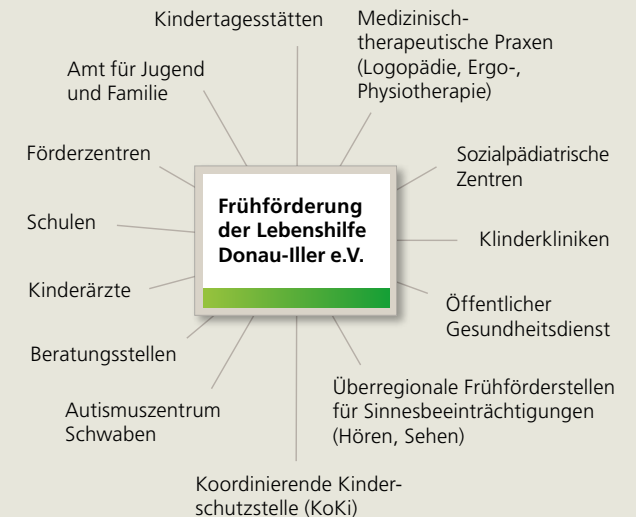 Kindertagesstätten
Medizinisch-
therapeutische Praxen
(Logopädie, Ergo-,
Physiotherapie)
Amt für Jugend
und Familie
Förderzentren
Sozialpädiatrische
Zentren
Frühförderung
der Lebenshilfe
Donau-Iller e.V.
Schulen
Klinderkliniken
Kinderärzte
Öffentlicher
Gesundheitsdienst
Beratungsstellen
Überregionale Frühförderstellen
für Sinnesbeeinträchtigungen
(Hören, Sehen)
Autismuszentrum
Schwaben
Koordinierende Kinder-
schutzstelle (KoKi)